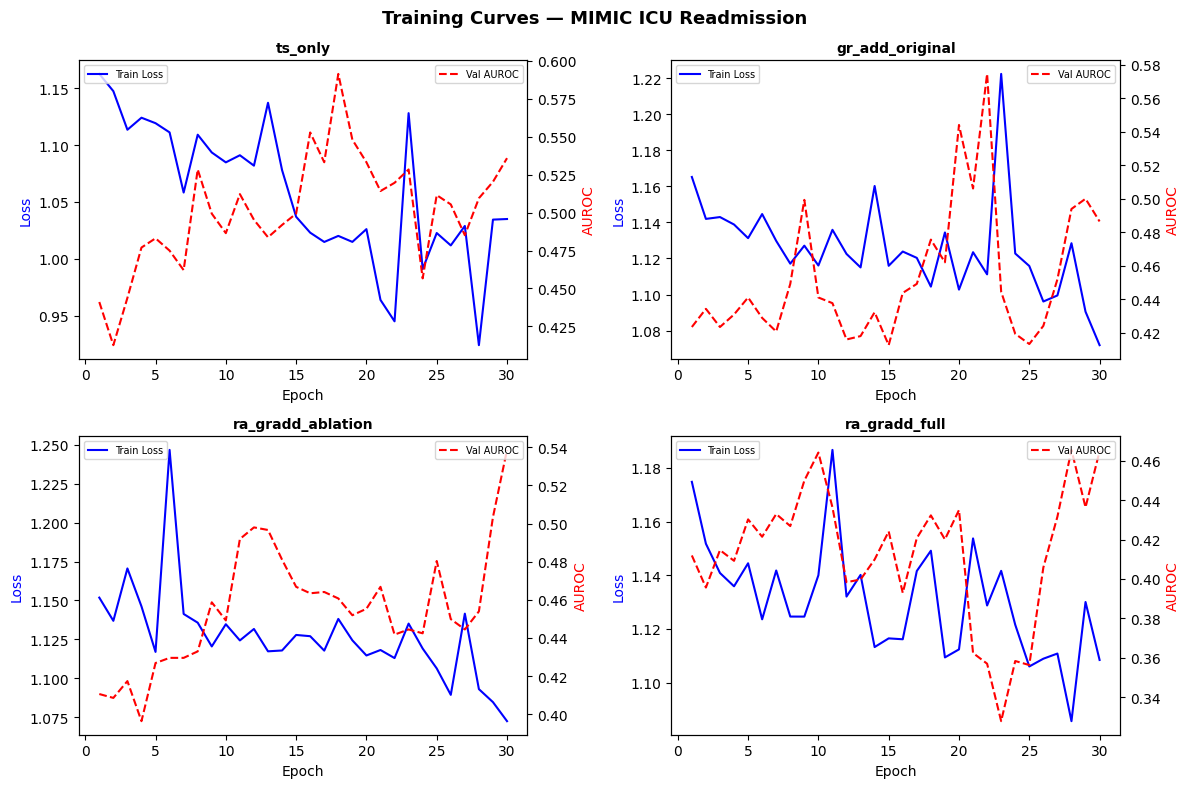 Training Curves — MIMIC ICU Readmission
ts_only
Train Loss
Val AUROC
1.15
1.10
1.05
1.00
0.95
Loss
0.600
0.575
0.550
0.525
0.500
0.475
0.450
0.425
AUROC
0 5 10 15 20 25 30
Epoch
gr_add_original
Train Loss
Val AUROC
1.22
1.20
1.18
1.16
1.14
1.12
1.10
1.08
Loss
0.58
0.56
0.54
0.52
0.50
0.48
0.46
0.44
0.42
AUROC
0 5 10 15 20 25 30
Epoch
ra_gradd_ablation
Train Loss
Val AUROC
1.250
1.225
1.200
1.175
1.150
1.125
1.100
1.075
Loss
0.54
0.52
0.50
0.48
0.46
0.44
0.42
0.40
AUROC
0 5 10 15 20 25 30
Epoch
ra_gradd_full
Train Loss
Val AUROC
1.18
1.16
1.14
1.12
1.10
Loss
0.46
0.44
0.42
0.40
0.38
0.36
0.34
AUROC
0 5 10 15 20 25 30
Epoch